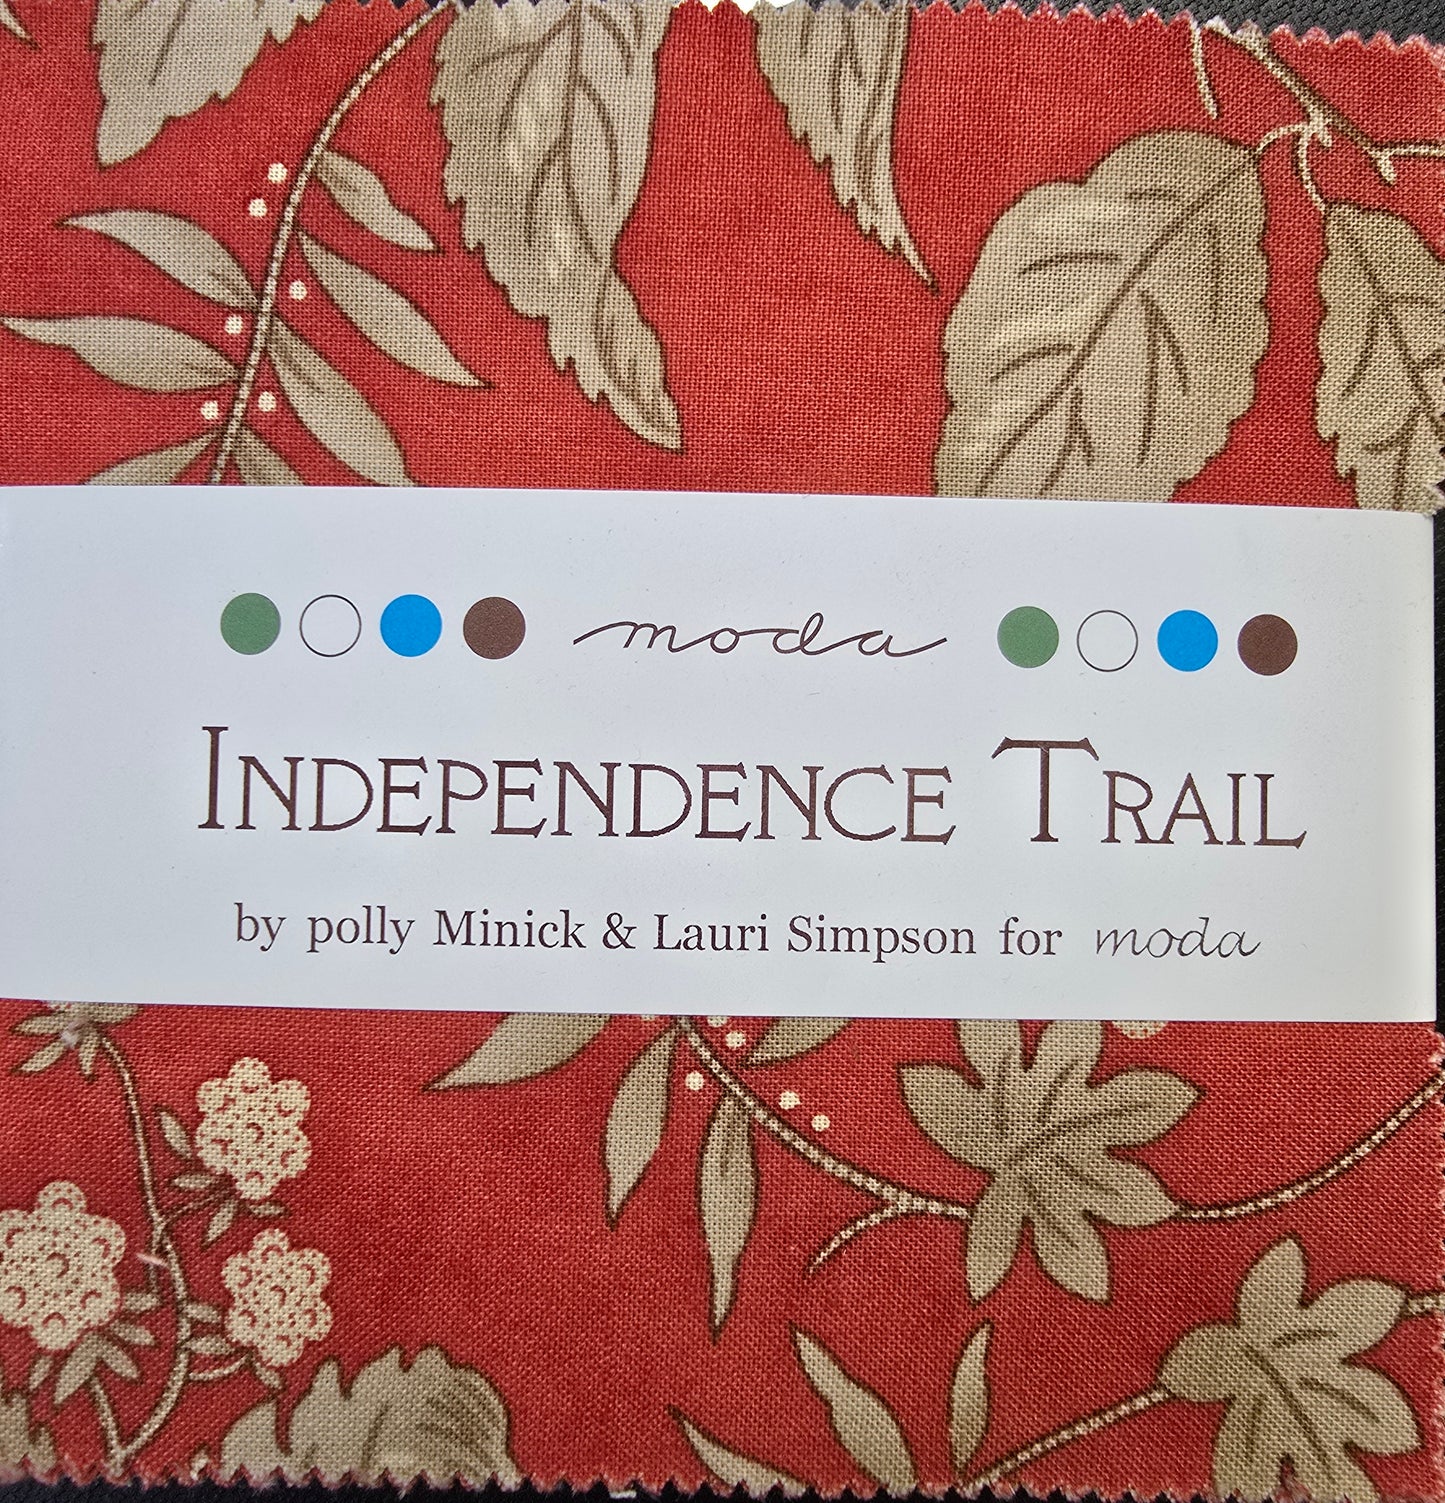 moda
INDEPENDENCE TRAIL
by polly Minick & Lauri Simpson for moda